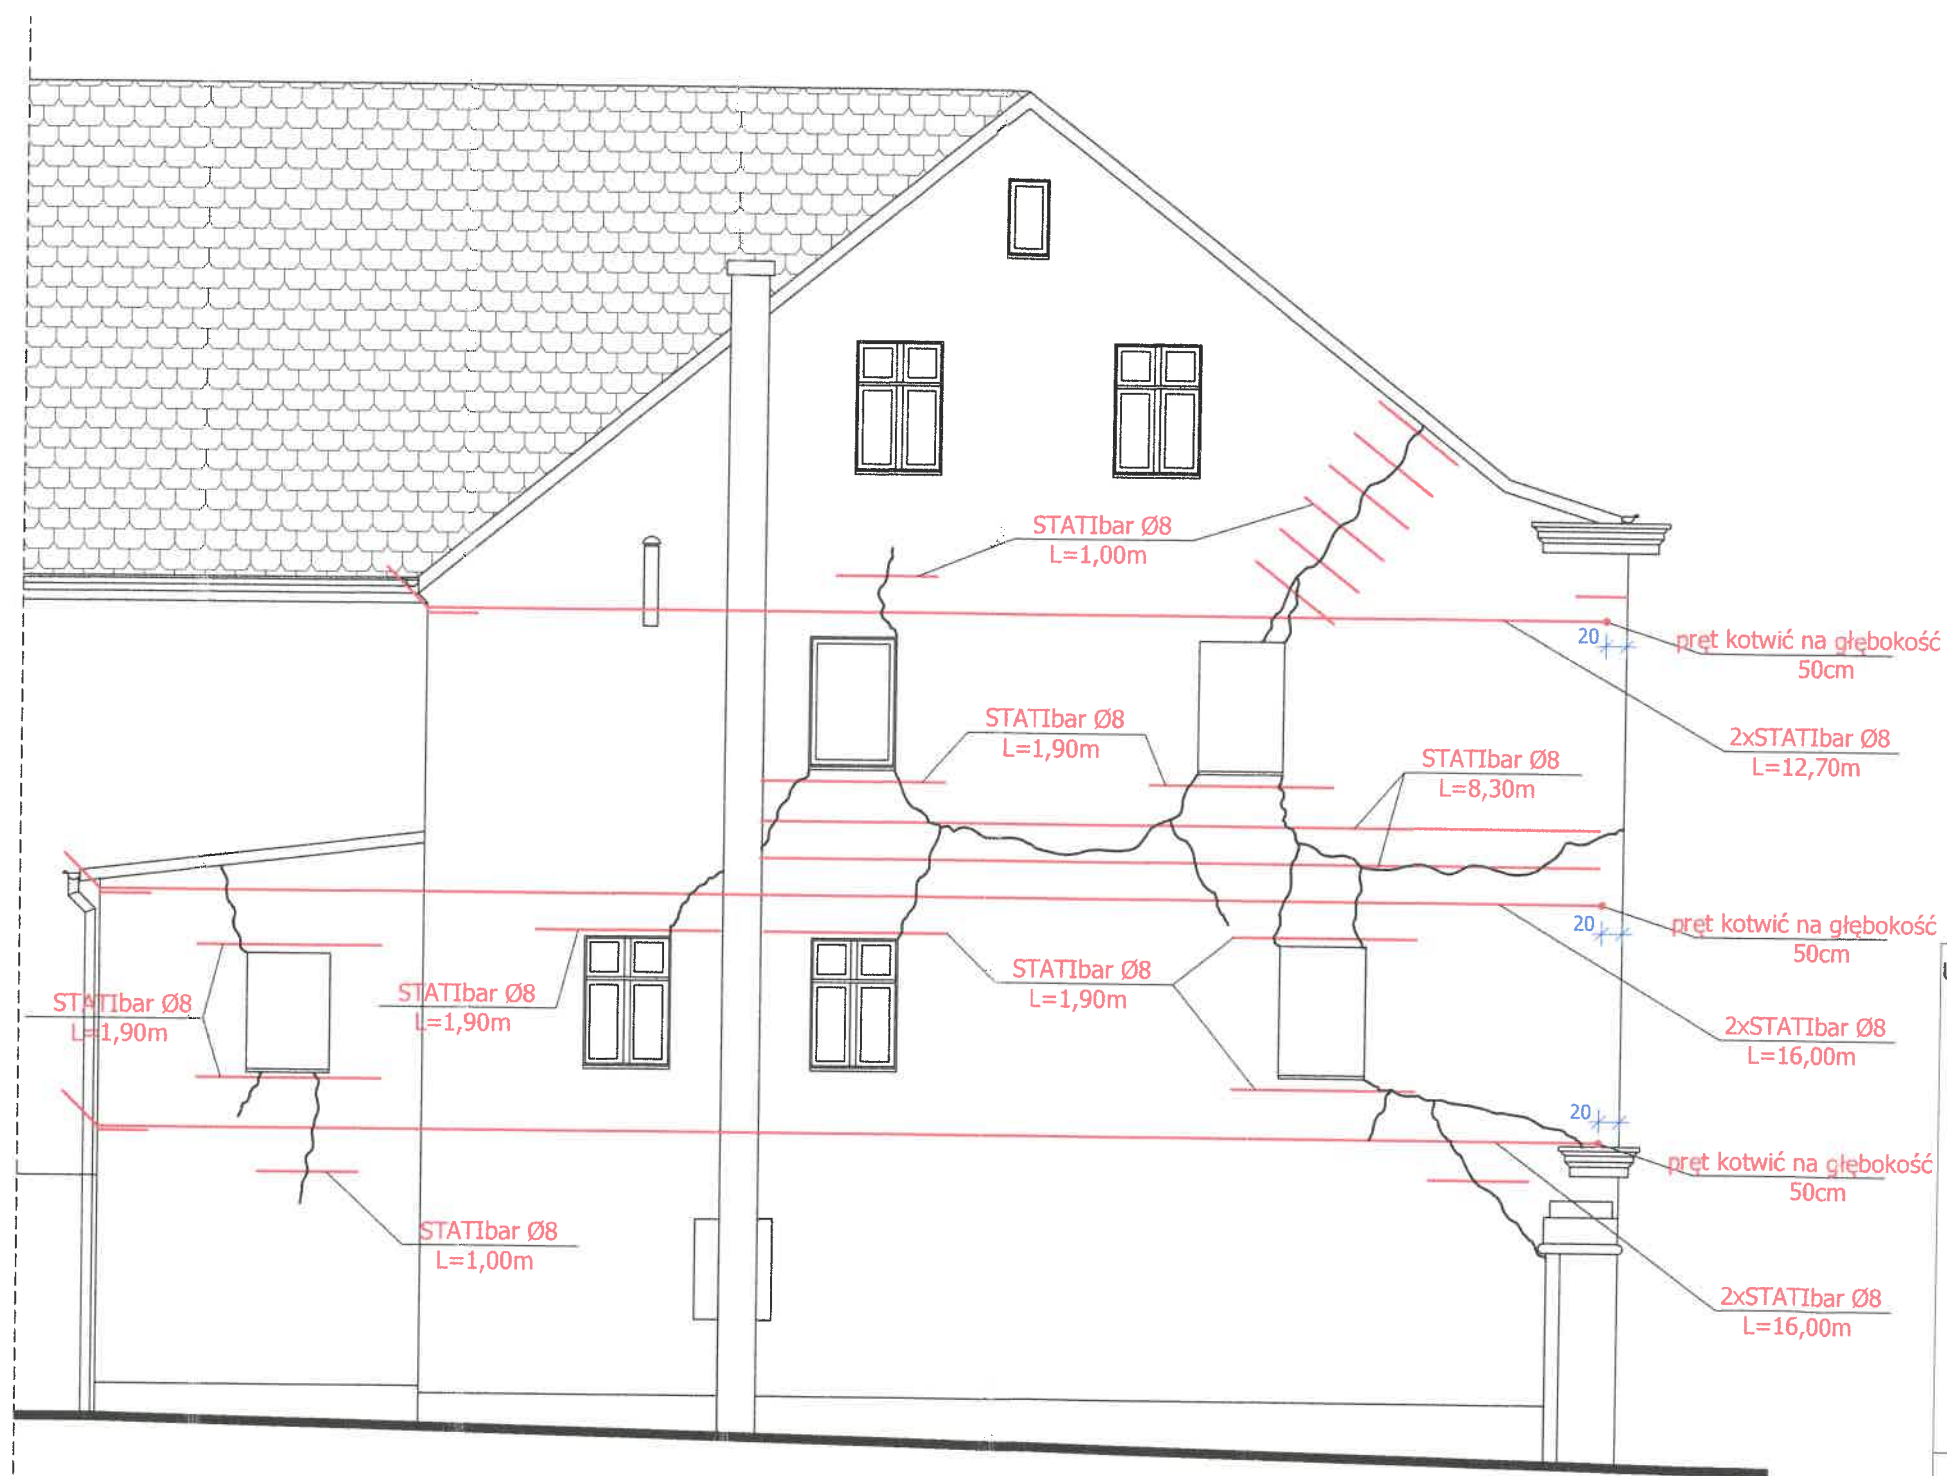 STATIbar Ø8
L=1,00m
20
pręt kotwić na głębokość
50cm
STATIbar Ø8
L=1,90m
2xSTATIbar Ø8
L=12,70m
STATIbar Ø8
L=8,30m
20
pręt kotwić na głębokość
50cm
STATIbar Ø8
L=1,90m
STATIbar Ø8
L=1,90m
STATIbar Ø8
L=1,90m
2xSTATIbar Ø8
L=16,00m
20
pręt kotwić na głębokość
50cm
STATIbar Ø8
L=1,00m
2xSTATIbar Ø8
L=16,00m